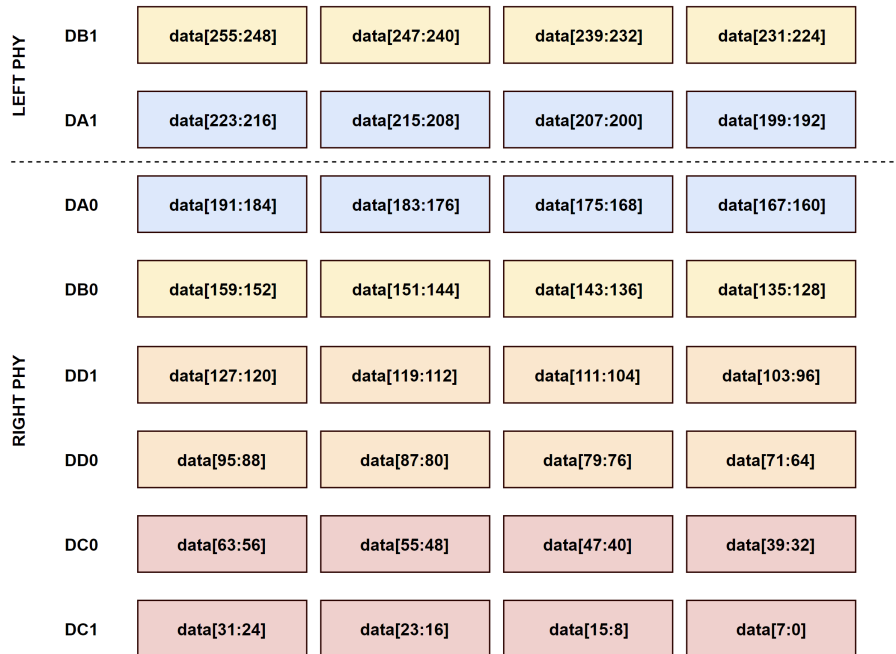 LEFT PHY
DB1 data[255:248] data[247:240] data[239:232] data[231:224]
DA1 data[223:216] data[215:208] data[207:200] data[199:192]
RIGHT PHY
DA0 data[191:184] data[183:176] data[175:168] data[167:160]
DB0 data[159:152] data[151:144] data[143:136] data[135:128]
DD1 data[127:120] data[119:112] data[111:104] data[103:96]
DD0 data[95:88] data[87:80] data[79:76] data[71:64]
DC0 data[63:56] data[55:48] data[47:40] data[39:32]
DC1 data[31:24] data[23:16] data[15:8] data[7:0]